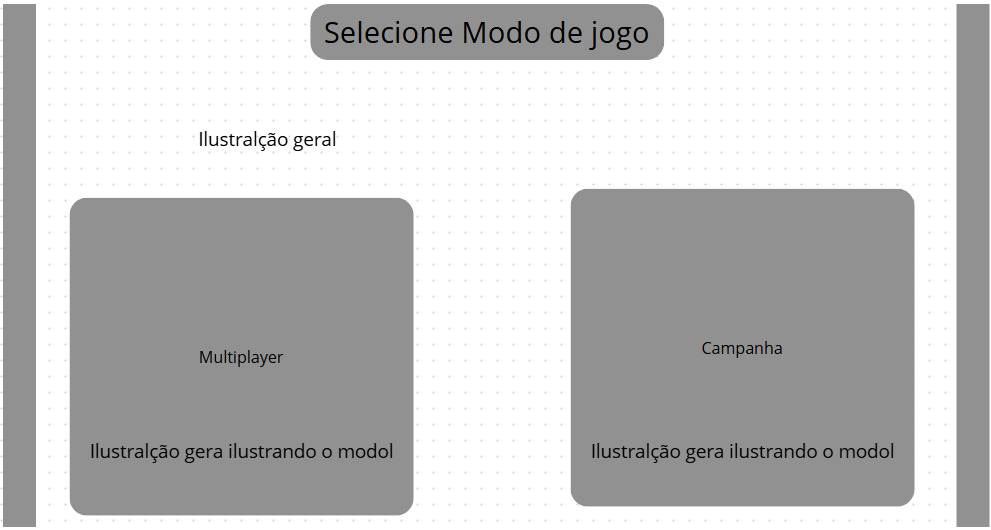 Selecione Modo de jogo
Ilustralção geral
Multiplayer
Ilustralção gera ilustrando o modol
Campanha
Ilustralção gera ilustrando o modol